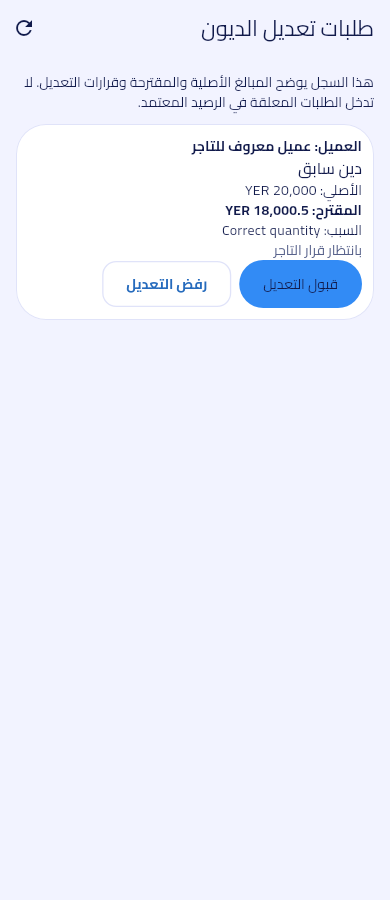 طلبات تعديل الديون
هذا السجل يوضح المبالغ الأصلية والمقترحة وقرارات التعديل. لا
تدخل الطلبات المعلقة في الرصيد المعتمد.
العميل: عميل معروف للتاجر
دين سابق
الأصلي: 20,000 YER
المقترح: 18,000.5 YER
السبب: Correct quantity
بانتظار قرار التاجر
قبول التعديل
رفض التعديل